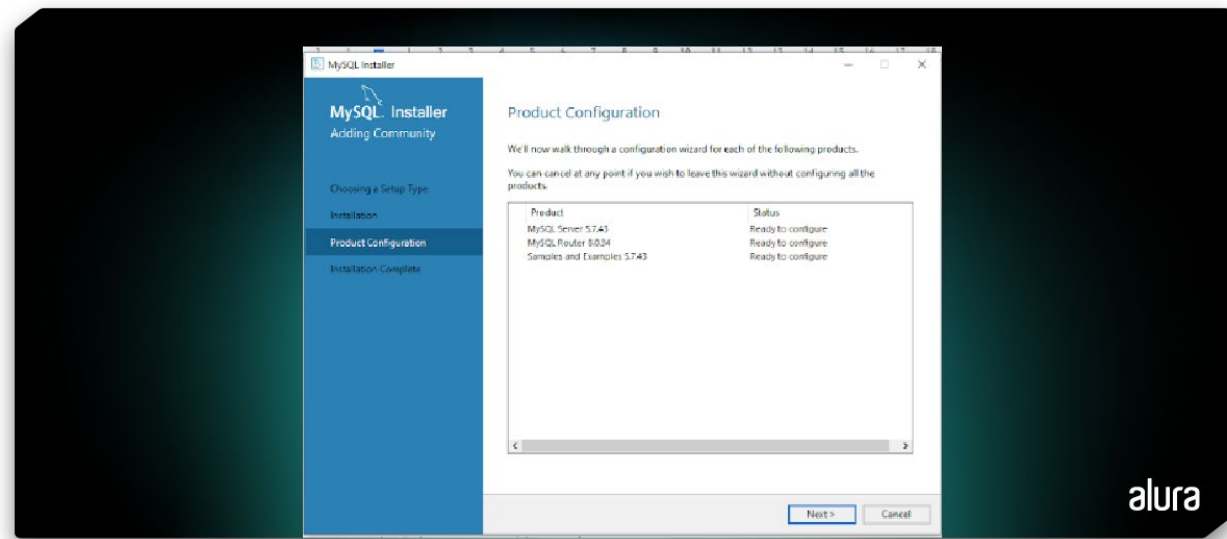 MySQL Installer
MySQL. Installer
Adding Community
Choosing a Setup Type
Installation
Product Configuration
Installation Complete
Product Configuration
We'll now walk through a configuration wizard for each of the following products.
You can cancel at any point if you wish to leave this wizard without configuring all the
products.
Product Status
MySQL Server 5.7.43 Ready to configure
MySQL Router 8.0.34 Ready to configure
Samples and Examples 5.7.43 Ready to configure
Next > Cancel
alura